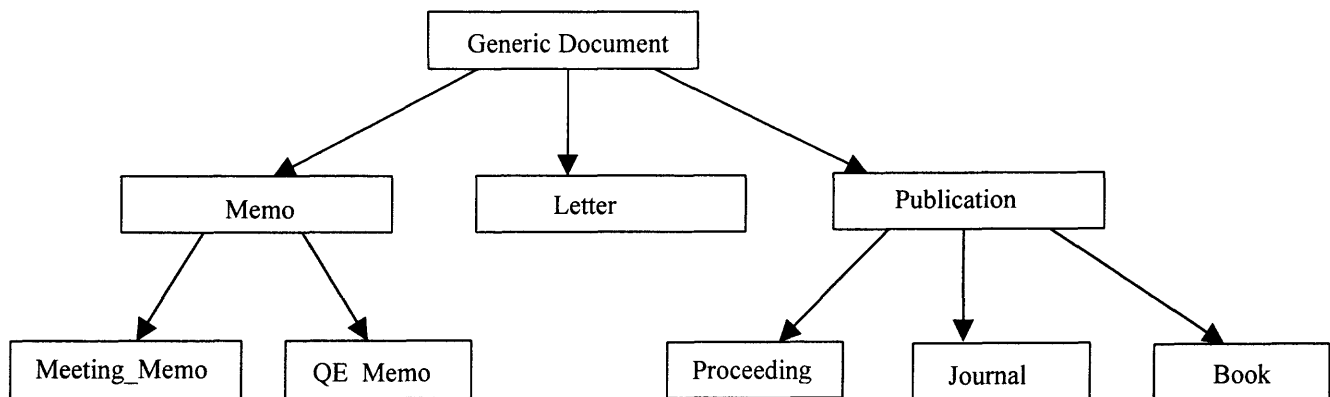 Generic Document
Memo
Letter
Publication
Meeting_Memo
QE Memo
Proceeding
Journal
Book